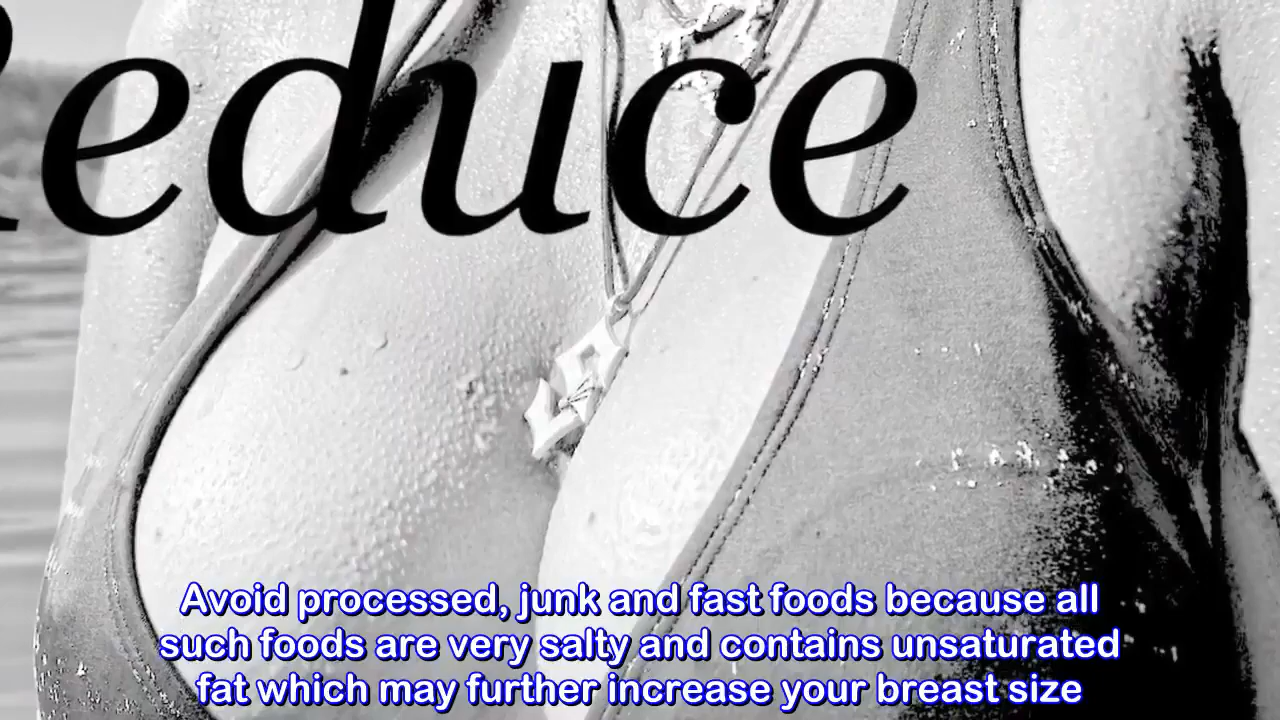 Reduce
Avoid processed, junk and fast foods because all
such foods are very salty and contains unsaturated
fat which may further increase your breast size